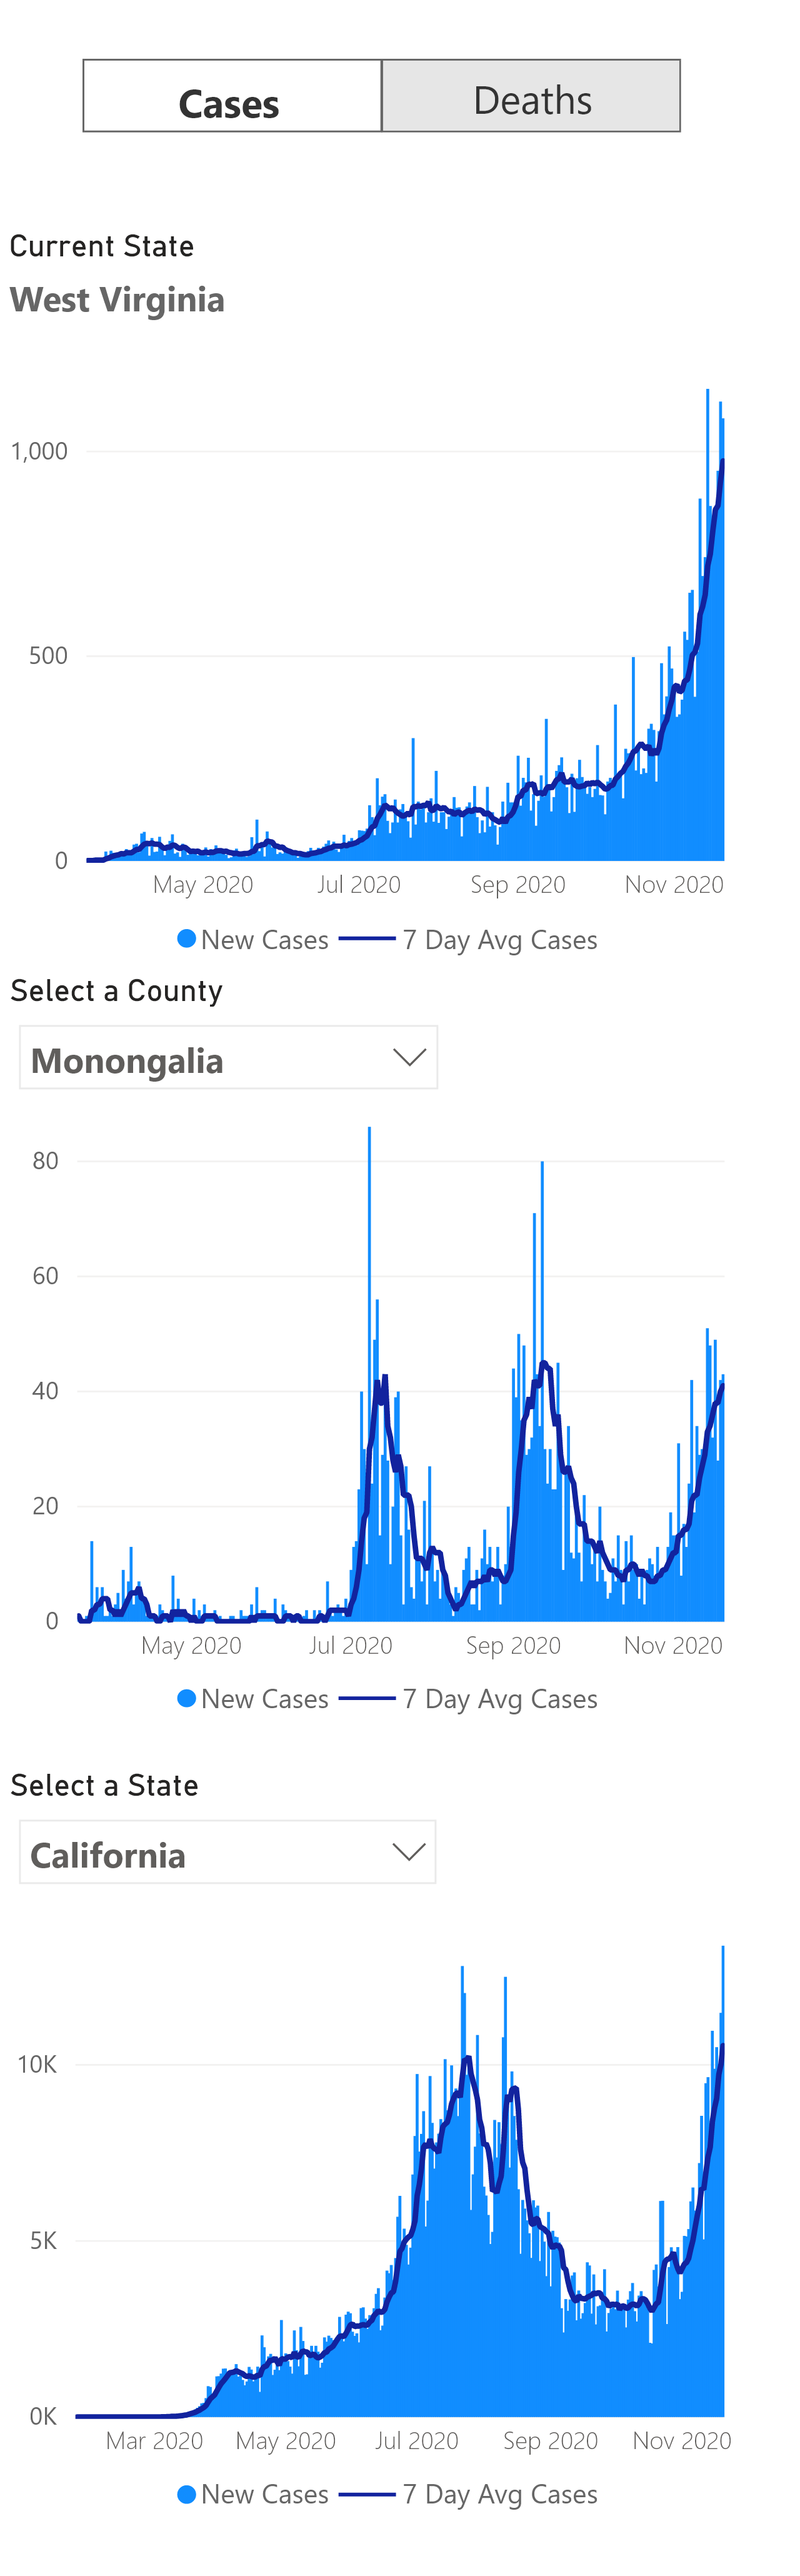 Cases Deaths
Current State
West Virginia
1,000
500
0
May 2020 Jul 2020 Sep 2020 Nov 2020
New Cases 7 Day Avg Cases
Select a County
Monongalia
80
60
40
20
0
May 2020 Jul 2020 Sep 2020 Nov 2020
New Cases 7 Day Avg Cases
Select a State
California
10K
5K
0K
Mar 2020 May 2020 Jul 2020 Sep 2020 Nov 2020
New Cases 7 Day Avg Cases